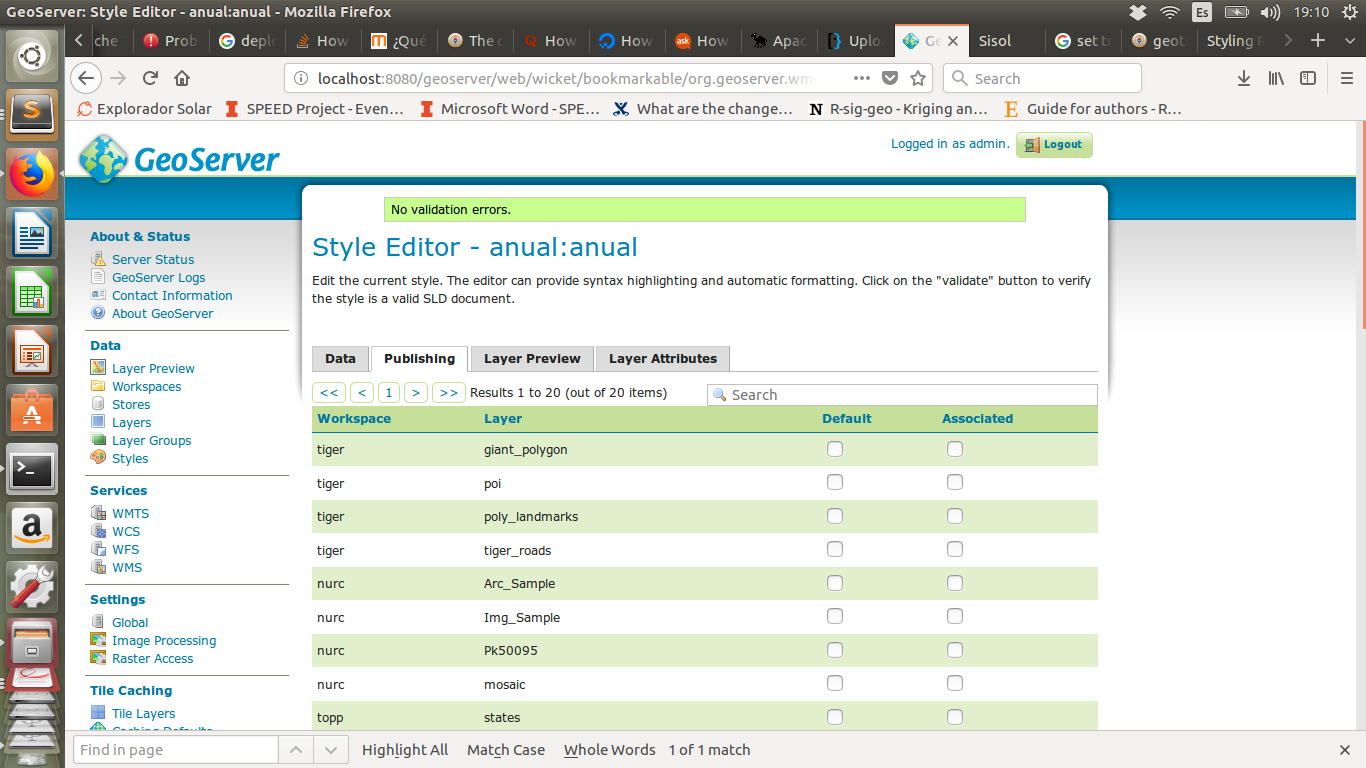 GeoServer: Style Editor - anual:anual - Mozilla Firefox
Es
19:10
che
Prob
depl
How
¿Qu
The
How
How
How
Apac
Uplo
Ge
Sisol
set t
geot
Styling
localhost:8080/geoserver/web/wicket/bookmarkable/org.geoserver.wm
Search
Explorador Solar
SPEED Project - Even...
Microsoft Word - SPE...
What are the change...
R-sig-geo - Kriging an...
Guide for authors - R...
GeoServer
Logged in as admin.
Logout
No validation errors.
Style Editor - anual:anual
Edit the current style. The editor can provide syntax highlighting and automatic formatting. Click on the "validate" button to verify
the style is a valid SLD document.
About & Status
Server Status
GeoServer Logs
Contact Information
About GeoServer
Data
Layer Preview
Workspaces
Stores
Layers
Layer Groups
Styles
Services
WMTS
WCS
WFS
WMS
Settings
Global
Image Processing
Raster Access
Tile Caching
Tile Layers
Caching Defaults
Data
Publishing
Layer Preview
Layer Attributes
<< < 1 > >> Results 1 to 20 (out of 20 items)
Search
Workspace Layer Default Associated
tiger giant_polygon
tiger poi
tiger poly_landmarks
tiger tiger_roads
nurc Arc_Sample
nurc Img_Sample
nurc Pk50095
nurc mosaic
topp states
Find in page
Highlight All
Match Case
Whole Words
1 of 1 match